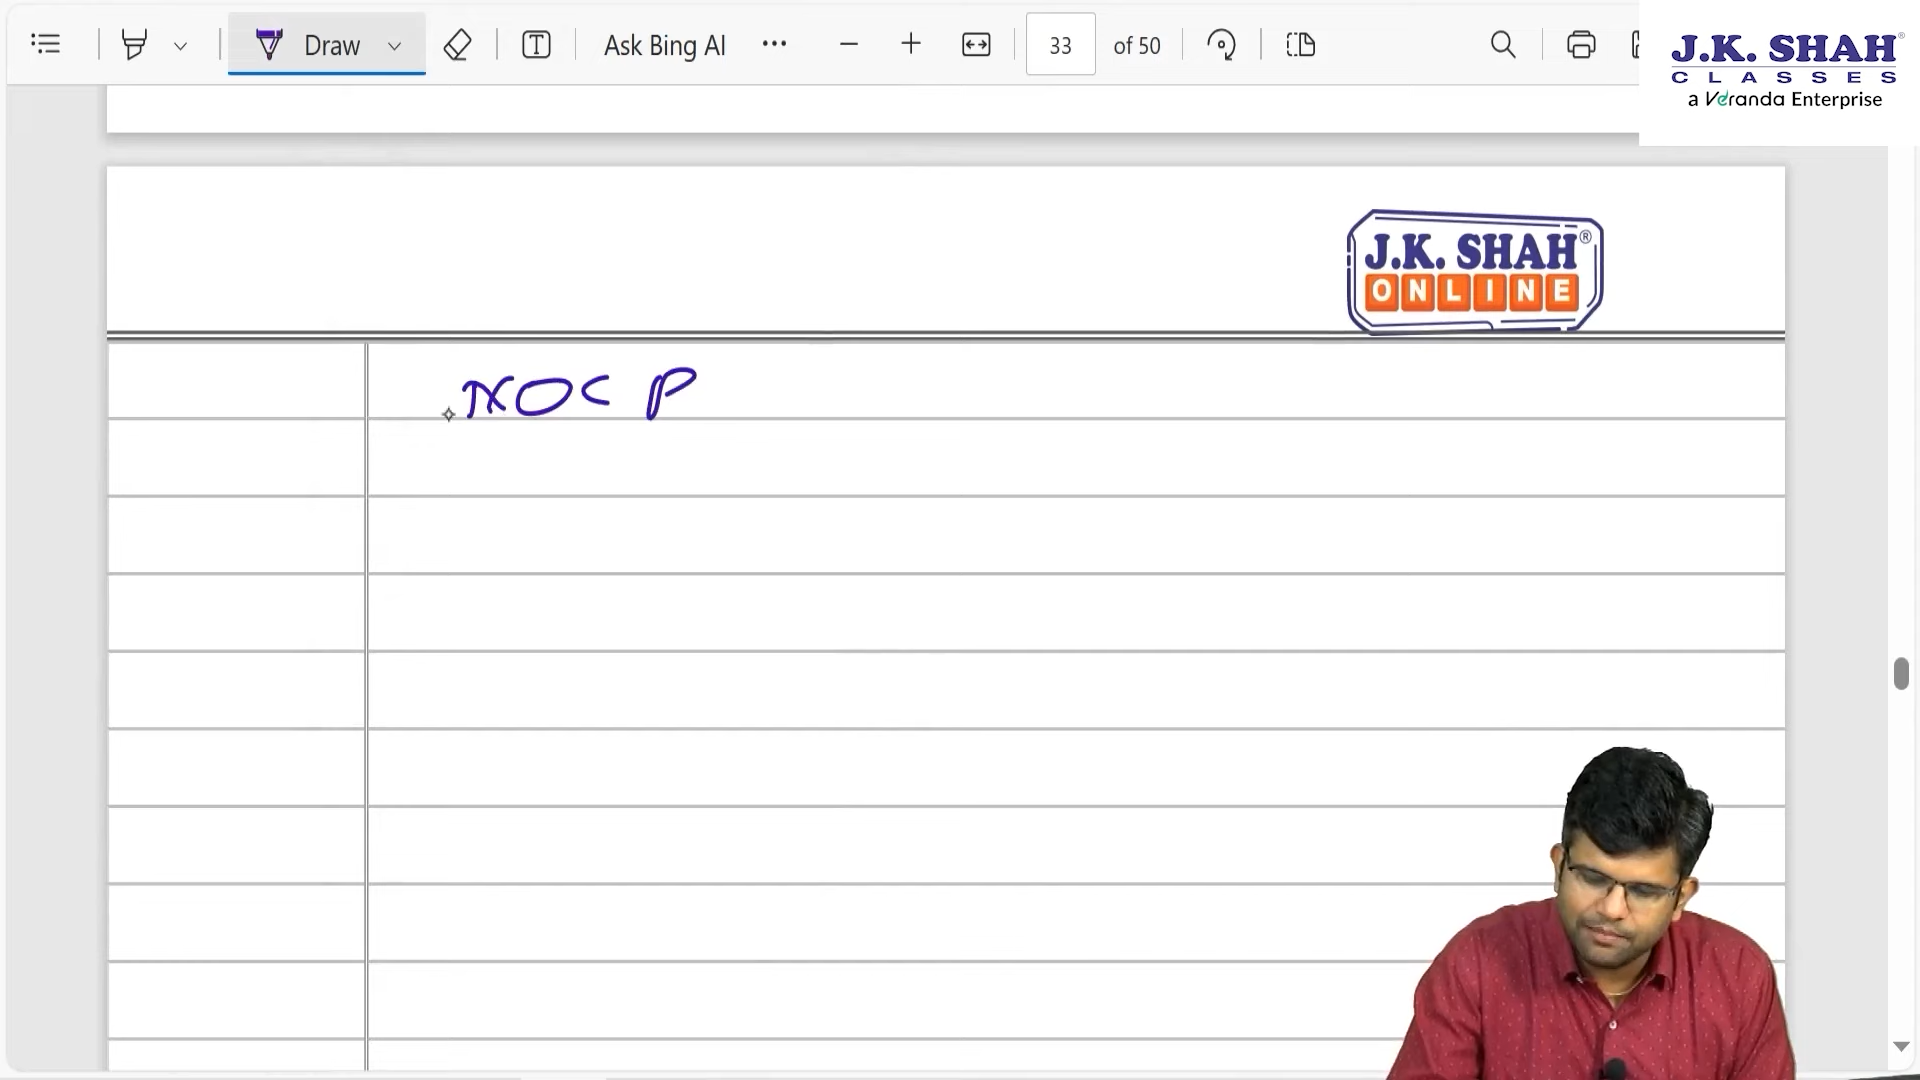 Draw
Ask Bing AI
33 of 50
J.K. SHAH®
CLASSES
a Veranda Enterprise
J.K. SHAH®
ONLINE
NOC P